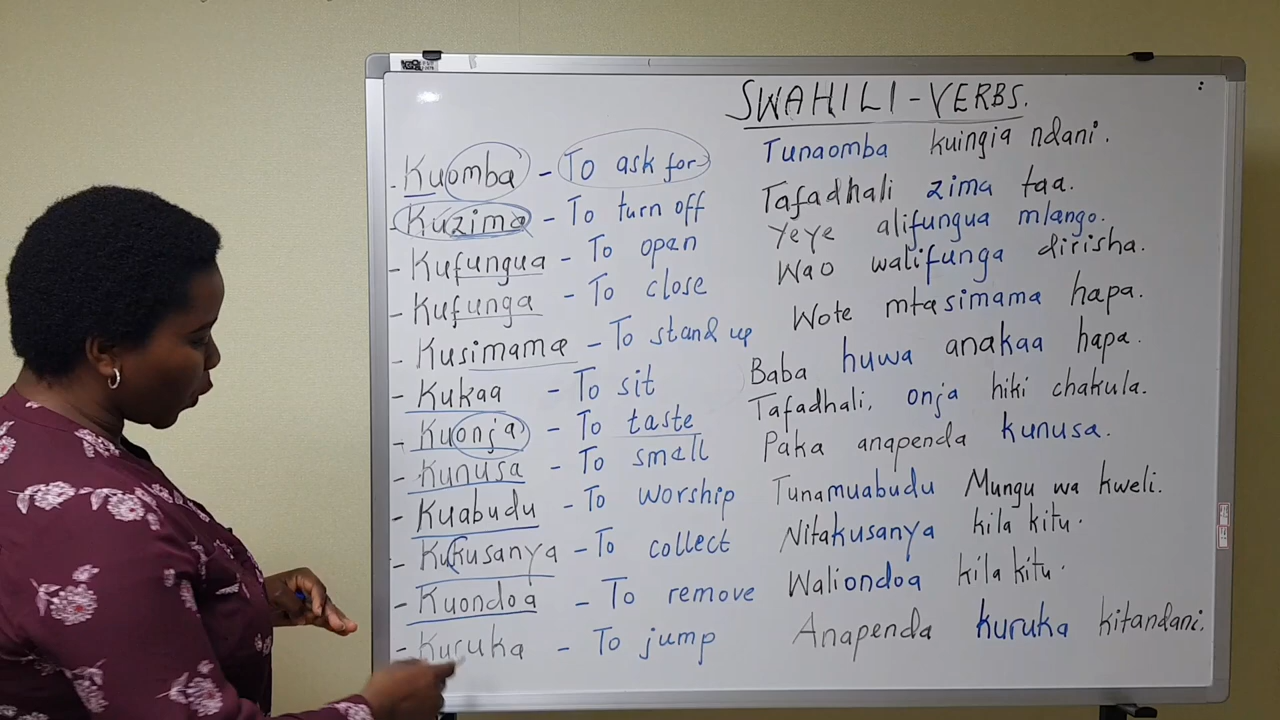 SWAHILI - VERBS.
- Kuomba - To ask for Tunaomba kuingia ndani.
- Kuzima - To turn off Tafadhali zima taa.
- Kufungua - To open Yeye alifungua mlango.
- Kufunga - To close Wao walifunga dirisha.
- Kusimama - To stand up Wote mtasimama hapa.
- Kukaa - To sit Baba huwa anakaa hapa.
- Kuonja - To taste Tafadhali, onja hiki chakula.
- Kunusa - To smell Paka anapenda kunusa.
- Kuabudu - To worship Tunamuabudu Mungu wa kweli.
- Kukusanya - To collect Nitakusanya kila kitu.
- Kuondoa - To remove Waliondoa kila kitu.
- Kuruka - To jump Anapenda kuruka kitandani.